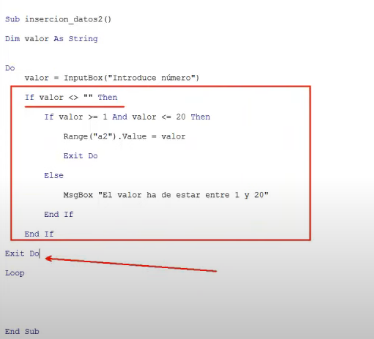 Sub insercion_datos2()
Dim valor As String
Do
valor = InputBox("Introduce número")
If valor <> "" Then
If valor >= 1 And valor <= 20 Then
Range("a2").Value = valor
Exit Do
Else
MsgBox "El valor ha de estar entre 1 y 20"
End If
End If
Exit Do
Loop
End Sub